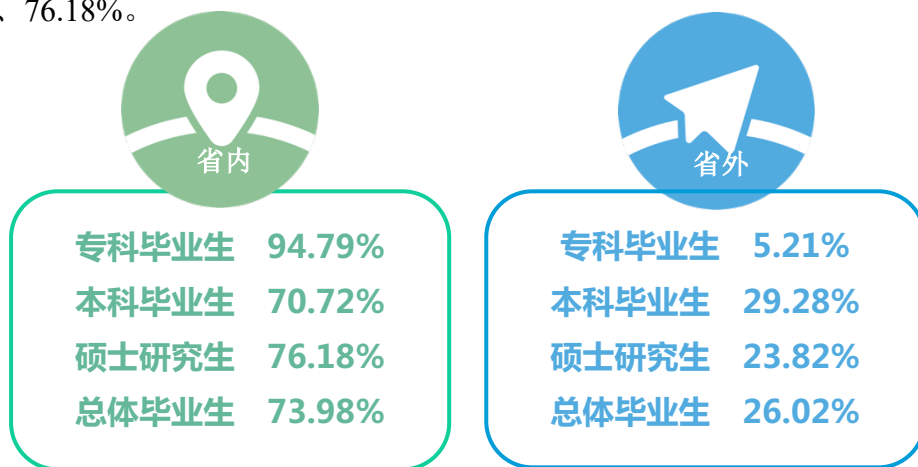 、76.18%。
省内
专科毕业生 94.79%
本科毕业生 70.72%
硕士研究生 76.18%
总体毕业生 73.98%
省外
专科毕业生 5.21%
本科毕业生 29.28%
硕士研究生 23.82%
总体毕业生 26.02%